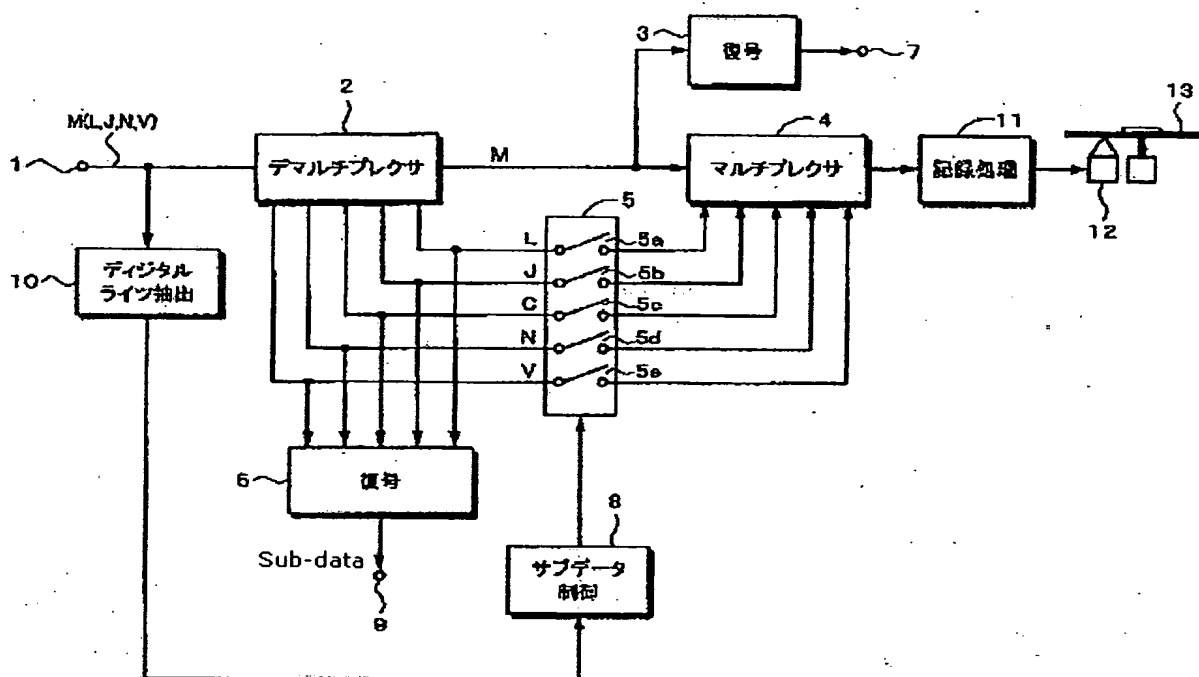 3
復号
7
2
4
11
13
M(L,J,N,V)
1
デマルチプレクサ
M
マルチプレクサ
記録処理
12
5
L
5a
J
5b
C
5c
N
5d
V
5e
10
ディジタル
ライツ抽出
6
復号
Sub-data
9
8
サブデータ
制御